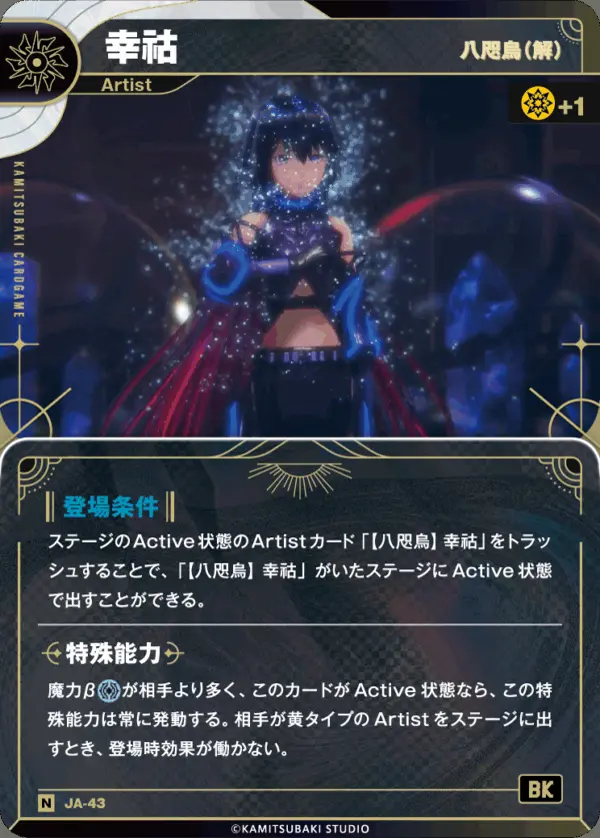 幸祜
八咫烏(解)
Artist
+1
KAMITSUBAKI CARDGAME
登場条件
ステージのActive状態のArtistカード「【八咫烏】幸祜」をトラッ
シュすることで、「【八咫烏】幸祜」がいたステージにActive状態
で出すことができる。
特殊能力
魔力βが相手より多く、このカードがActive状態なら、この特
殊能力は常に発動する。相手が黄タイプのArtistをステージに出
すとき、登場時効果が働かない。
BK
N JA-43
©KAMITSUBAKI STUDIO